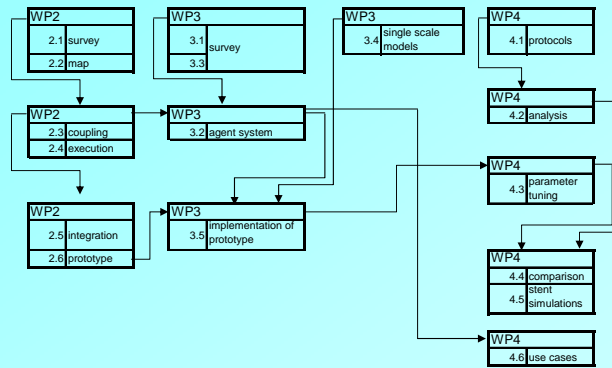 WP2
2.1 survey
2.2 map
WP3
3.1
survey
3.3
WP3
3.4 single scale
models
WP4
4.1 protocols
WP4
4.2 analysis
WP2
2.3 coupling
2.4 execution
WP3
3.2 agent system
WP4
4.3 parameter
tuning
WP2
2.5 integration
2.6 prototype
WP3
3.5 implementation of
prototype
WP4
4.4 comparison
4.5 stent
simulations
WP4
4.6 use cases